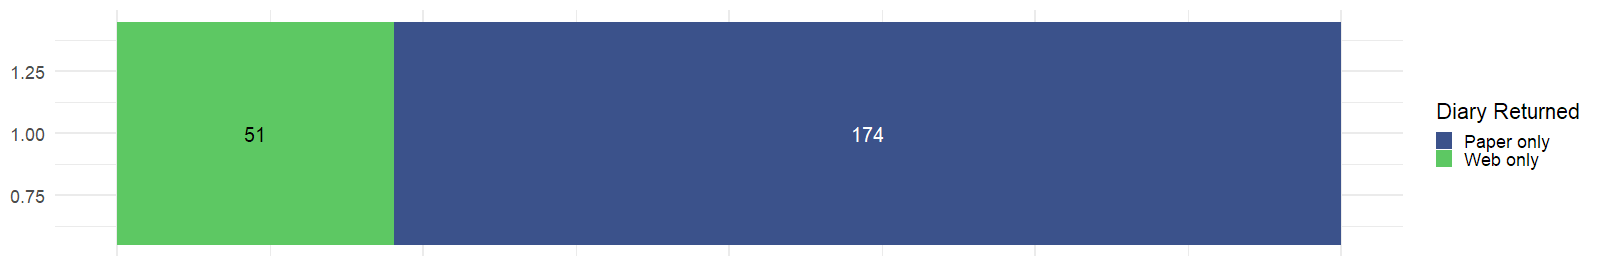 1.25
1.00
0.75
51
174
Diary Returned
Paper only
Web only